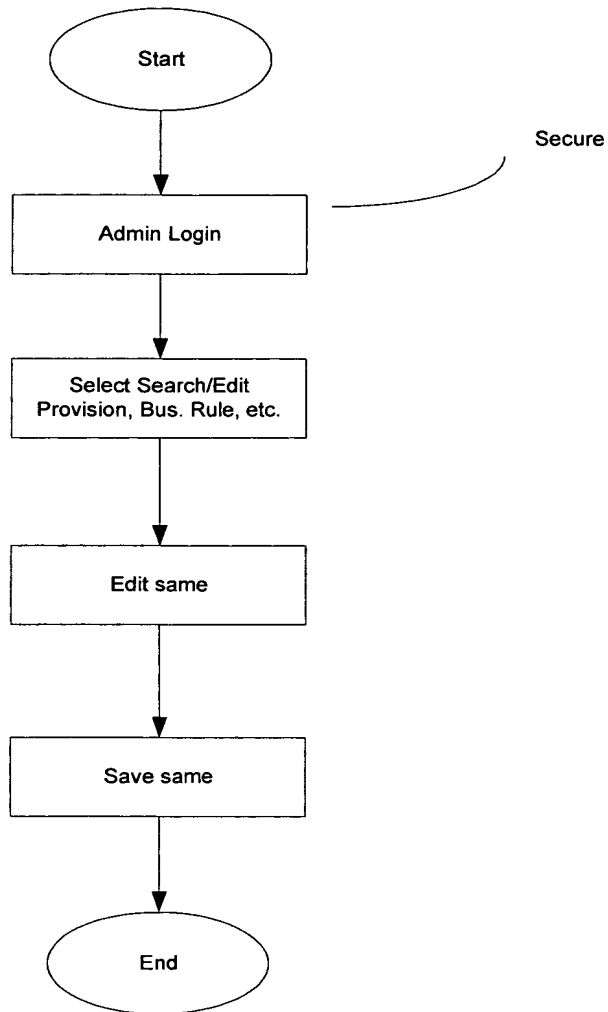 Start
Secure
Admin Login
Select Search/Edit
Provision, Bus. Rule, etc.
Edit same
Save same
End